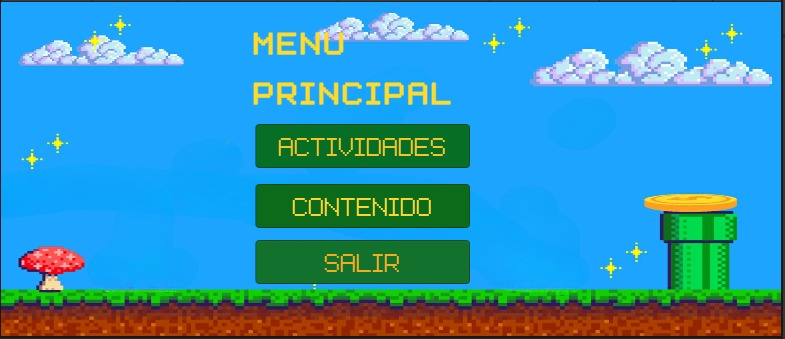 MENU
PRINCIPAL
ACTIVIDADES
CONTENIDO
SALIR